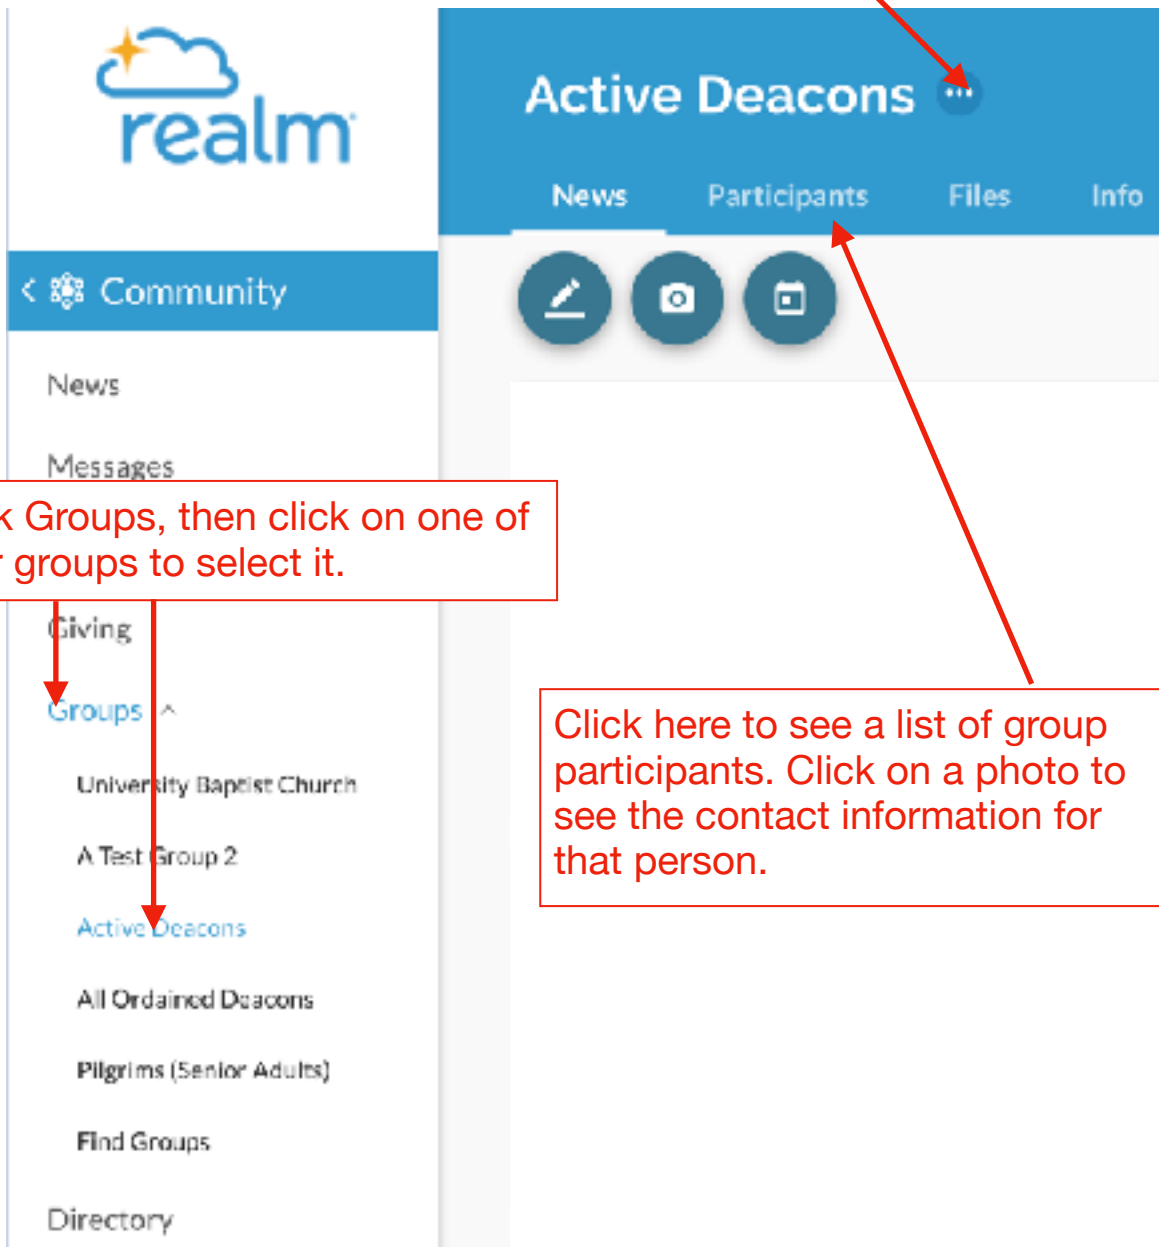 realm
Active Deacons
News Participants Files Info
Community
News
Messages
k Groups, then click on one of
r groups to select it.
Giving
Groups
University Baptist Church
A Test Group 2
Active Deacons
All Ordained Deacons
Pilgrims (Senior Adults)
Find Groups
Directory
Click here to see a list of group
participants. Click on a photo to
see the contact information for
that person.